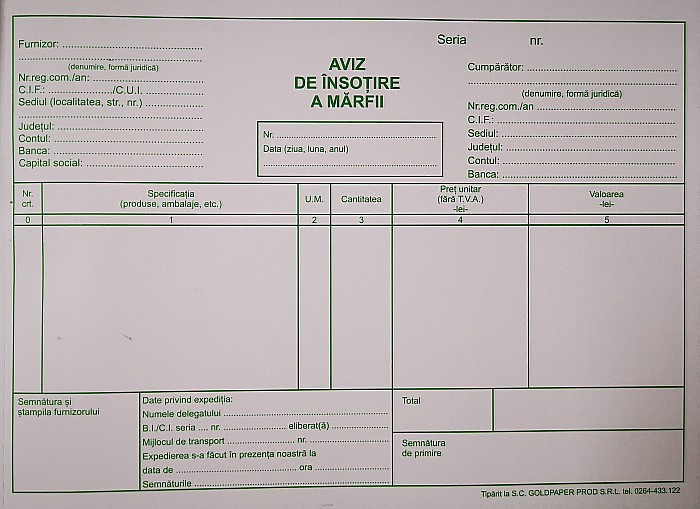 Seria nr.
Furnizor: ..........................................
..........................................................
(denumire, formă juridică)
Nr.reg.com./an: ..................................
C.I.F.: ...................../C.U.I. ..................
Sediul (localitatea, str., nr.) ..................
..........................................................
Județul: .............................................
Contul: ..............................................
Banca: ..............................................
Capital social: ....................................
AVIZ
DE ÎNSOȚIRE
A MĂRFII
Nr. ...................................................
Data (ziua, luna, anul)
..........................................................
Cumpărător: .......................................
..........................................................
(denumire, formă juridică)
Nr.reg.com./an ...................................
C.I.F.: ................................................
Sediul: ...............................................
Județul: .............................................
Contul: ..............................................
Banca: ..............................................
Nr. crt.
Specificația (produse, ambalaje, etc.)
U.M.
Cantitatea
Preț unitar (fără T.V.A.) -lei-
Valoarea -lei-
0 1 2 3 4 5
Semnătura și
ștampila furnizorului
Date privind expediția:
Numele delegatului ..................................................
B.I./C.I. seria .... nr. ..................... eliberat(ă) ..................
Mijlocul de transport ..................... nr. .........................
Expedierea s-a făcut în prezența noastră la
data de ........................................ ora .........................
Semnăturile ..........................................................
Total
Semnătura
de primire
Tipărit la S.C. GOLDPAPER PROD S.R.L. tel. 0264-433.122